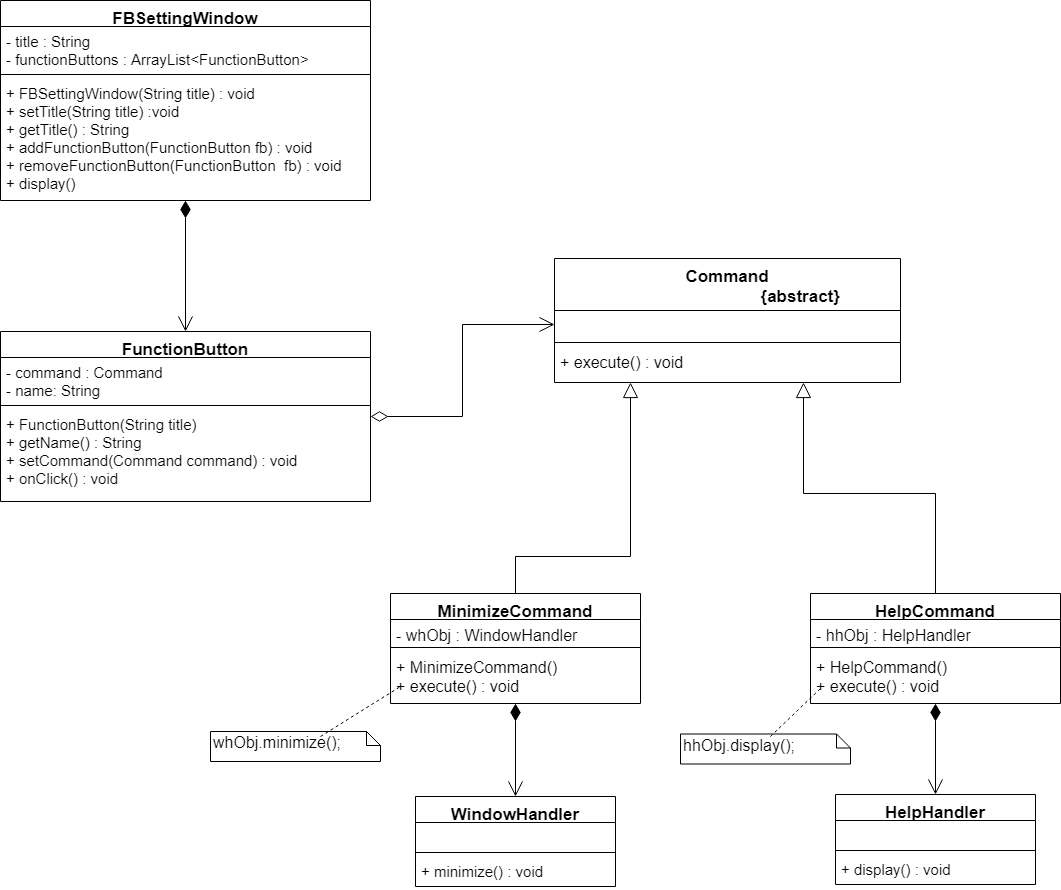 FBSettingWindow
- title : String
- functionButtons : ArrayList<FunctionButton>
+ FBSettingWindow(String title) : void
+ setTitle(String title) :void
+ getTitle() : String
+ addFunctionButton(FunctionButton fb) : void
+ removeFunctionButton(FunctionButton  fb) : void
+ display()
Command
{abstract}
+ execute() : void
FunctionButton
- command : Command
- name: String
+ FunctionButton(String title)
+ getName() : String
+ setCommand(Command command) : void
+ onClick() : void
MinimizeCommand
- whObj : WindowHandler
+ MinimizeCommand()
+ execute() : void
HelpCommand
- hhObj : HelpHandler
+ HelpCommand()
+ execute() : void
whObj.minimize();
hhObj.display();
WindowHandler
+ minimize() : void
HelpHandler
+ display() : void